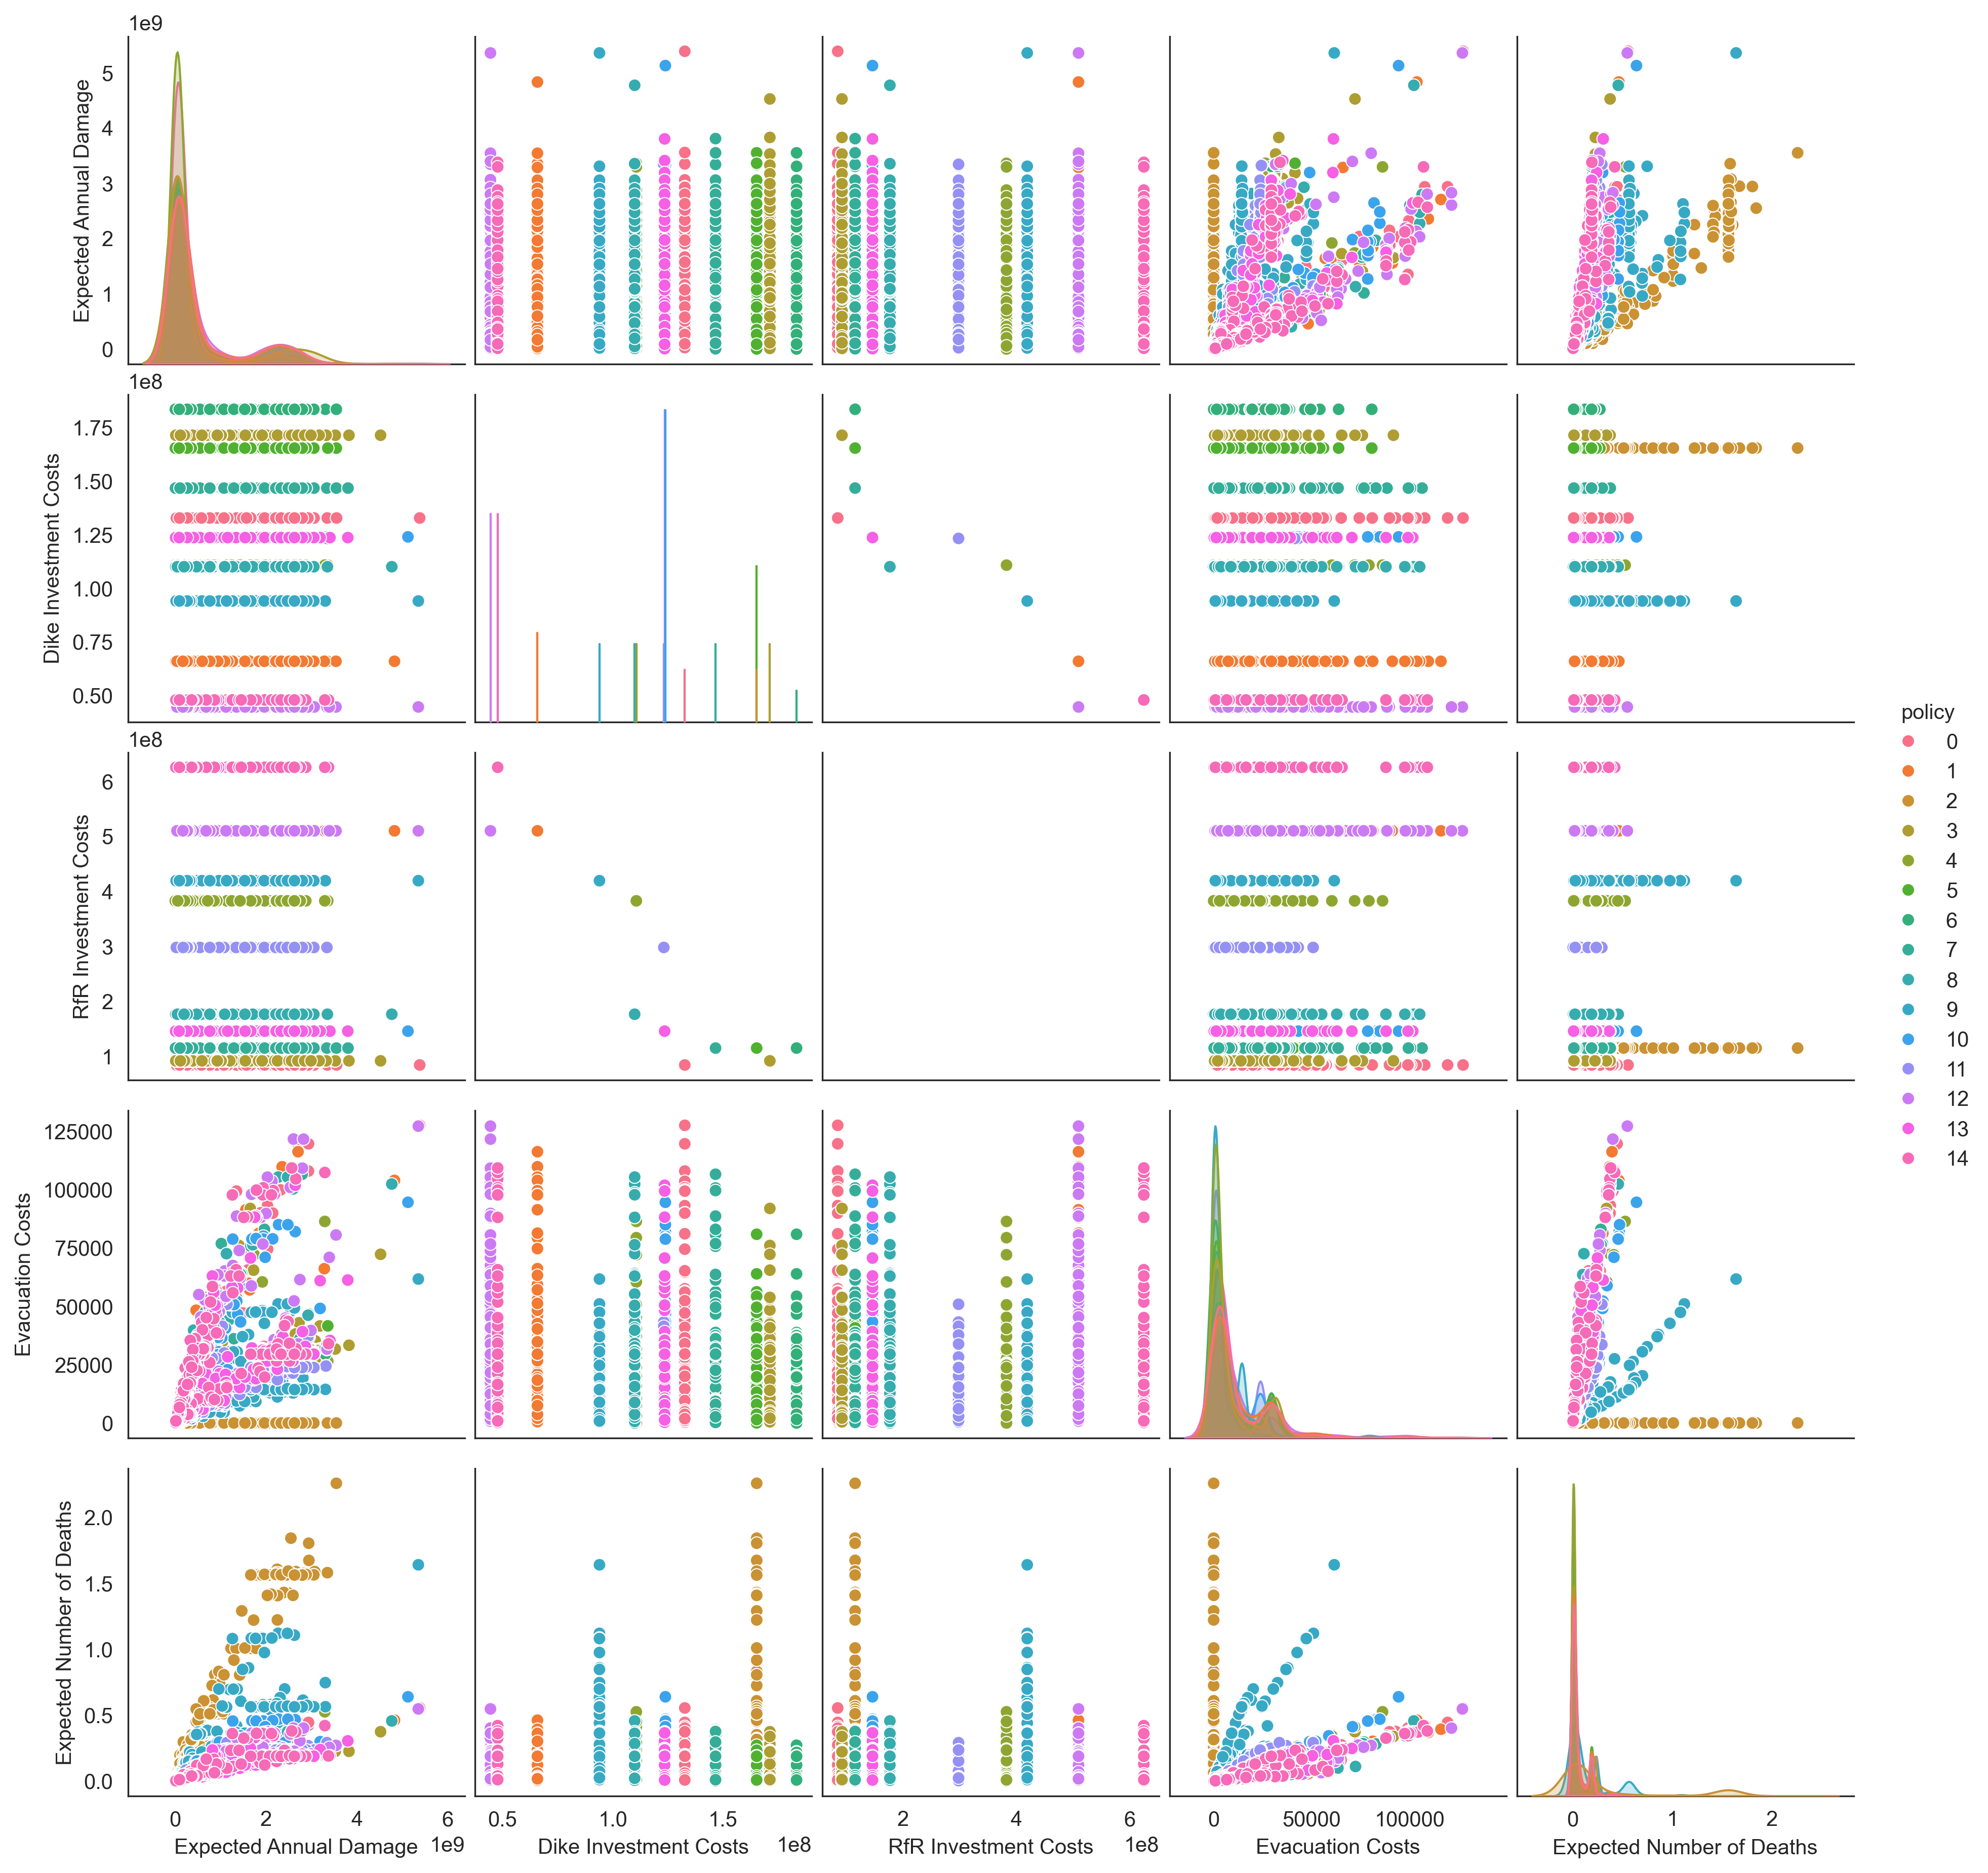 1e9
5
4
3
2
1
0
Expected Annual Damage
1e8
1.75
1.50
1.25
1.00
0.75
0.50
Dike Investment Costs
1e8
6
5
4
3
2
1
RfR Investment Costs
125000
100000
75000
50000
25000
0
Evacuation Costs
2.0
1.5
1.0
0.5
0.0
Expected Number of Deaths
0 2 4 6
1e9
Expected Annual Damage
0.5 1.0 1.5
1e8
Dike Investment Costs
2 4 6
1e8
RfR Investment Costs
0 50000 100000
Evacuation Costs
0 1 2
Expected Number of Deaths
policy
0
1
2
3
4
5
6
7
8
9
10
11
12
13
14